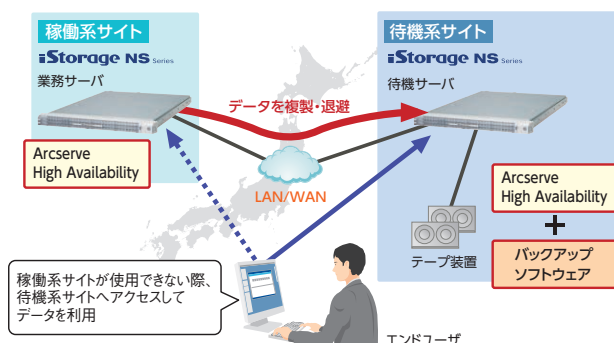 稼働系サイト
iStorage NS Series
業務サーバ
Arcserve
High Availability
データを複製・退避
LAN/WAN
待機系サイト
iStorage NS Series
待機サーバ
テープ装置
Arcserve
High Availability
+
バックアップ
ソフトウェア
稼働系サイトが使用できない際、
待機系サイトへアクセスして
データを利用
エンドユーザ